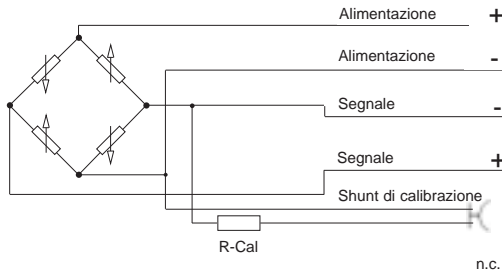 Alimentazione +
Alimentazione -
Segnale -
Segnale +
Shunt di calibrazione
R-Cal
n.c.